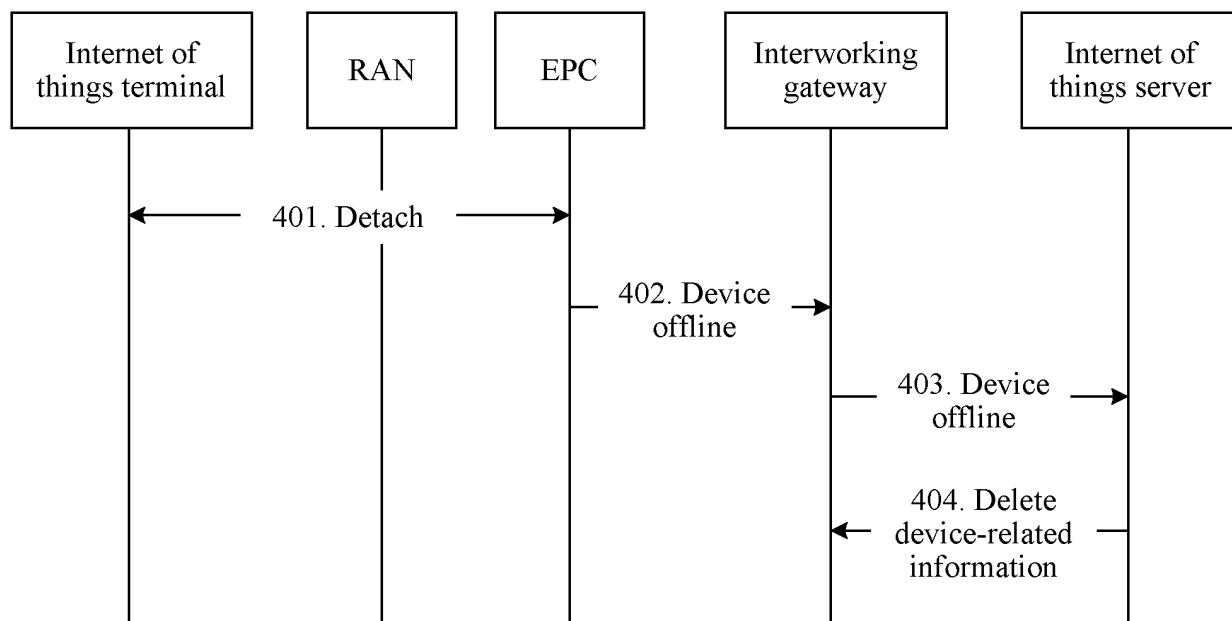 Internet of
things terminal
RAN
EPC
Interworking
gateway
Internet of
things server
401. Detach
402. Device
offline
403. Device
offline
404. Delete
device-related
information